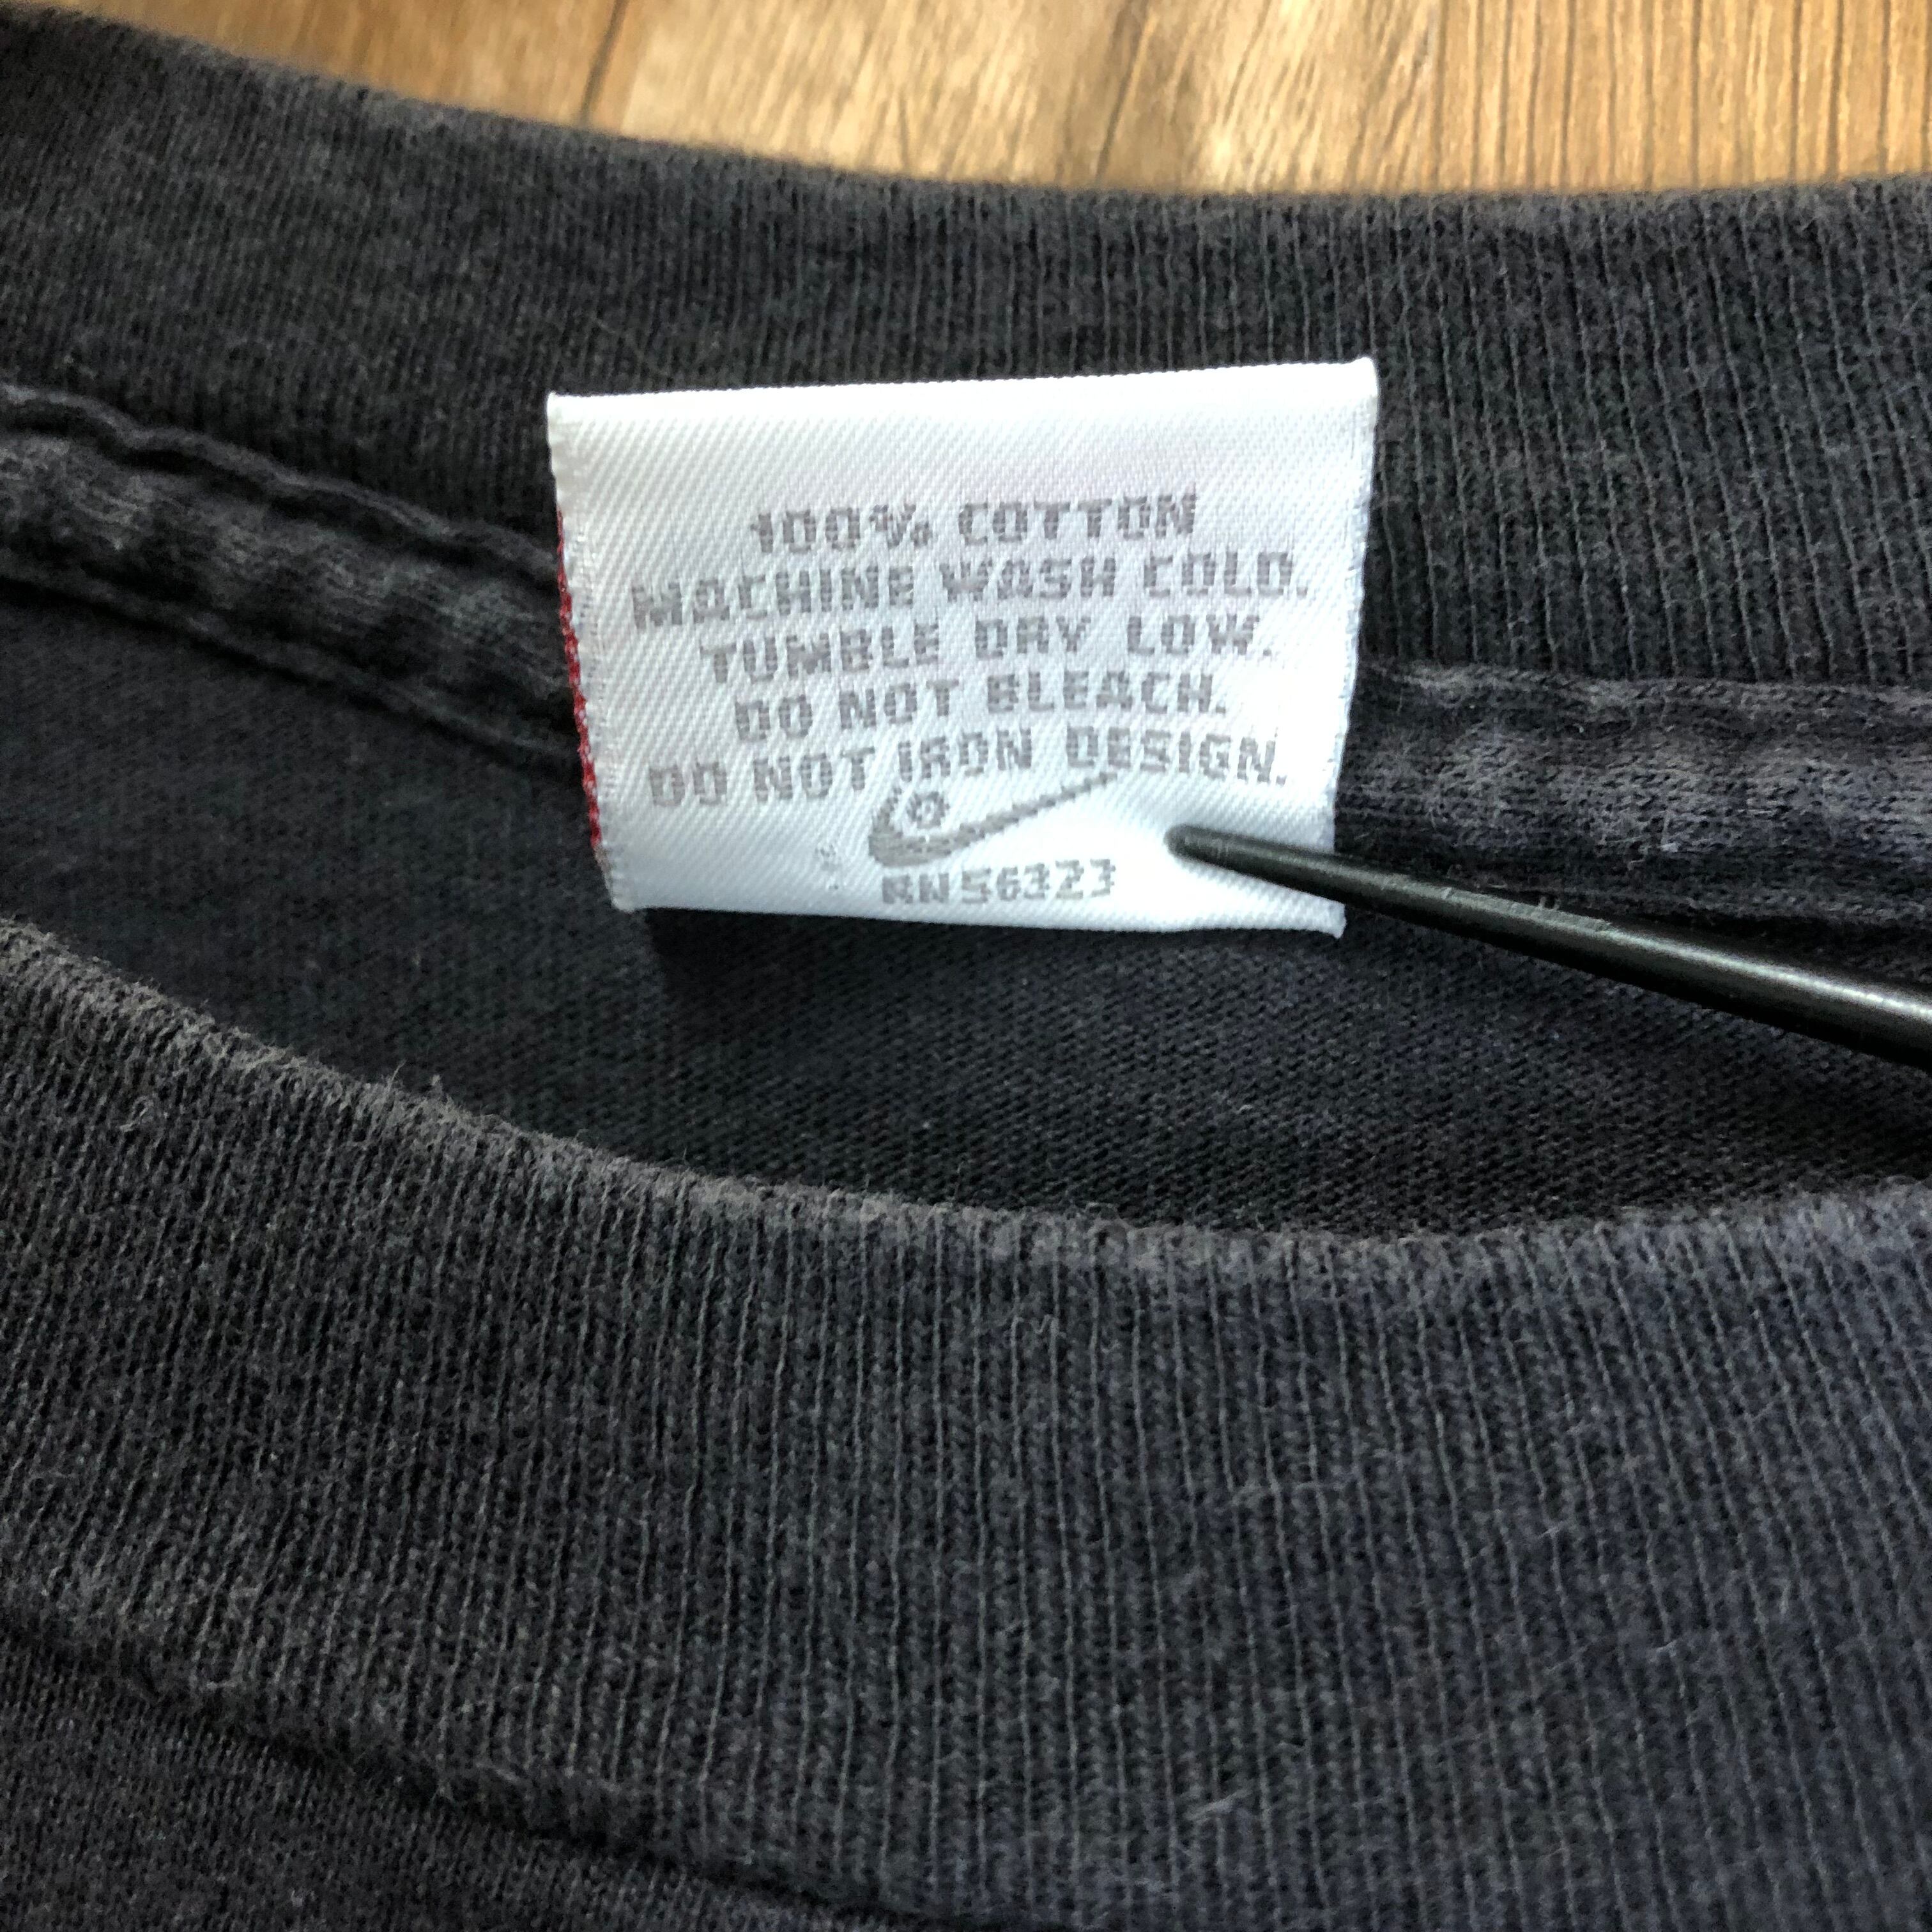 100% COTTON
MACHINE WASH COLD.
TUMBLE DRY LOW.
DO NOT BLEACH.
DO NOT IRON DESIGN.
RN56323